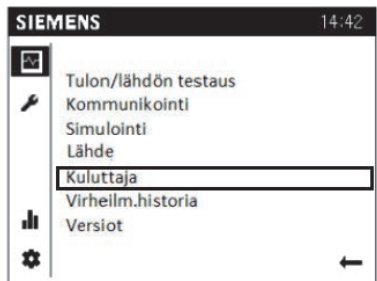 SIEMENS 14:42
Tulon/lähdön testaus
Kommunikointi
Simulointi
Lähde
Kuluttaja
Virheilm.historia
Versiot